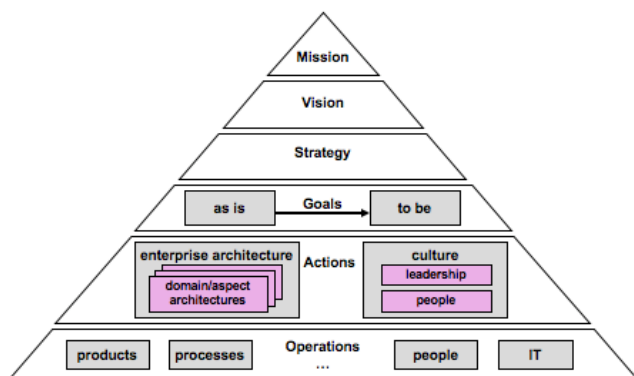 Mission
Vision
Strategy
as is
Goals
to be
enterprise architecture
domain/aspect
architectures
Actions
culture
leadership
people
products
processes
Operations
...
people
IT